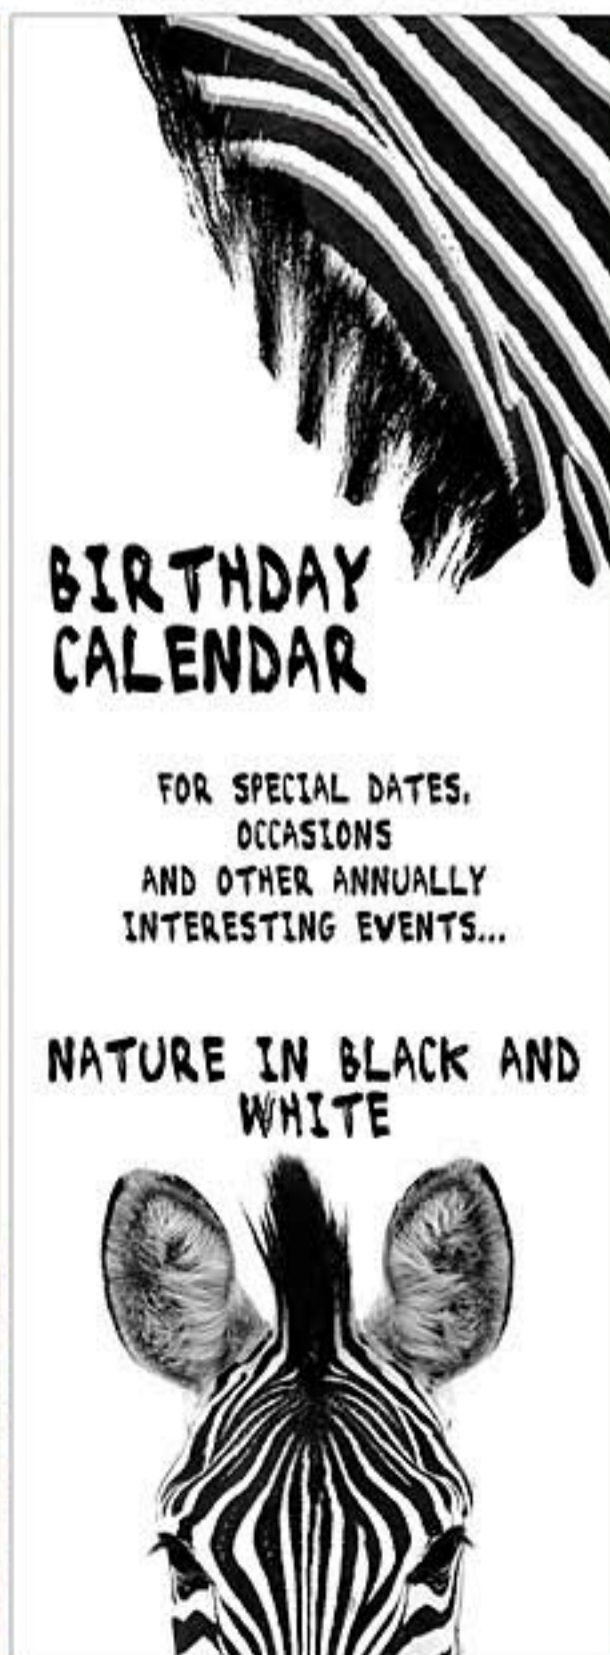 BIRTHDAY
CALENDAR
FOR SPECIAL DATES,
OCCASIONS
AND OTHER ANNUALLY
INTERESTING EVENTS...
NATURE IN BLACK AND
WHITE